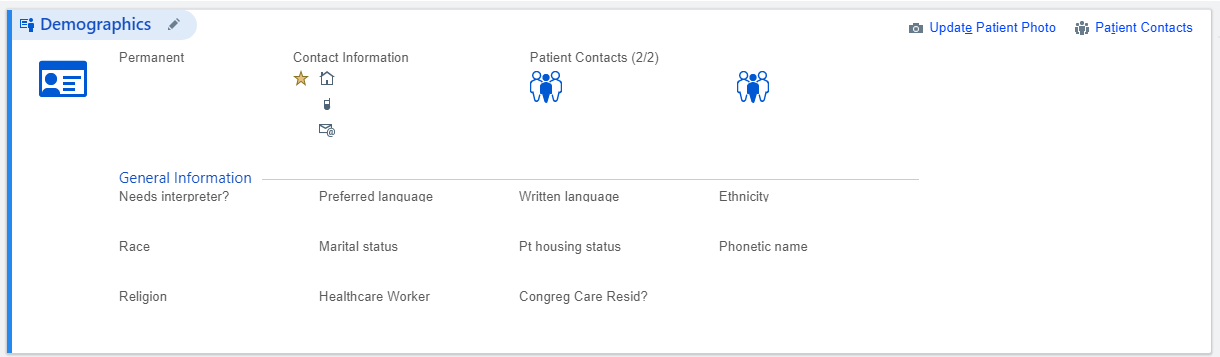 Demographics
Update Patient Photo Patient Contacts
Permanent Contact Information Patient Contacts (2/2)
General Information
Needs interpreter? Preferred language Written language Ethnicity
Race Marital status Pt housing status Phonetic name
Religion Healthcare Worker Congreg Care Resid?